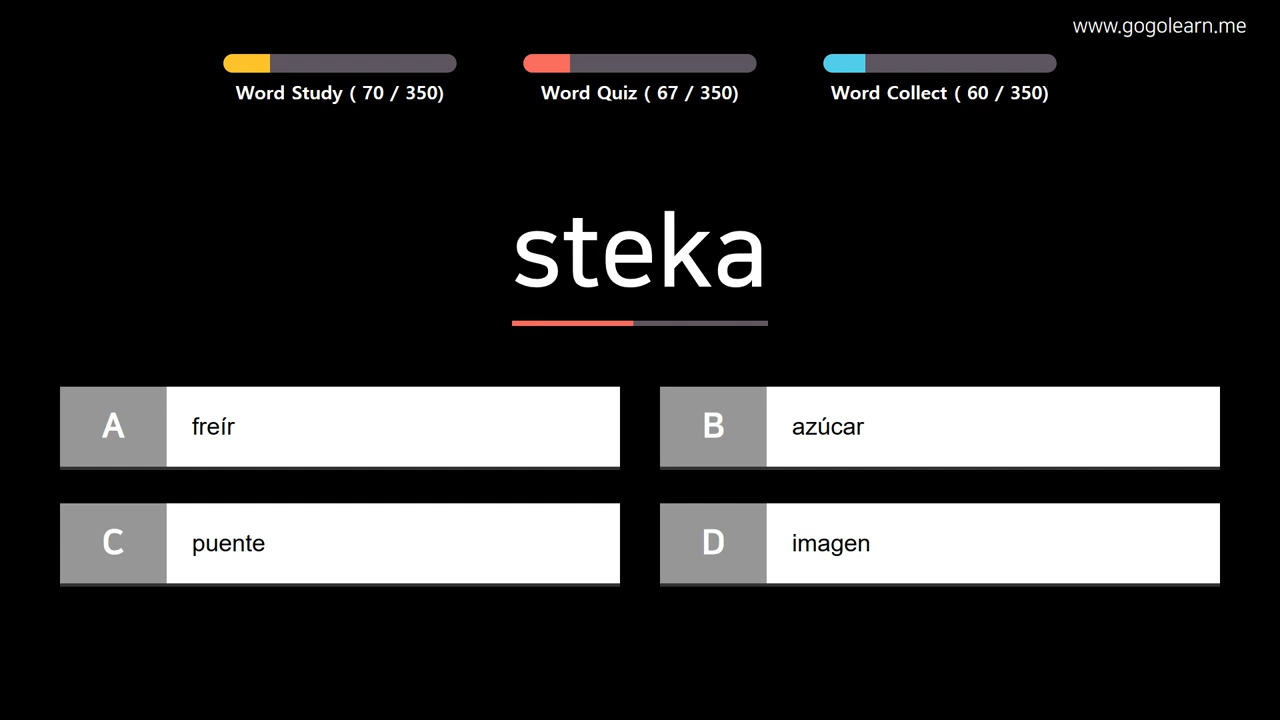 www.gogolearn.me
Word Study ( 70 / 350)
Word Quiz ( 67 / 350)
Word Collect ( 60 / 350)
steka
A freír
B azúcar
C puente
D imagen